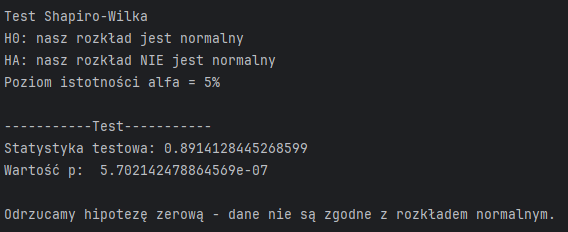 Test Shapiro-Wilka
H0: nasz rozkład jest normalny
HA: nasz rozkład NIE jest normalny
Poziom istotności alfa = 5%
-----------Test-----------
Statystyka testowa: 0.8914128445268599
Wartość p:  5.702142478864569e-07
Odrzucamy hipotezę zerową - dane nie są zgodne z rozkładem normalnym.